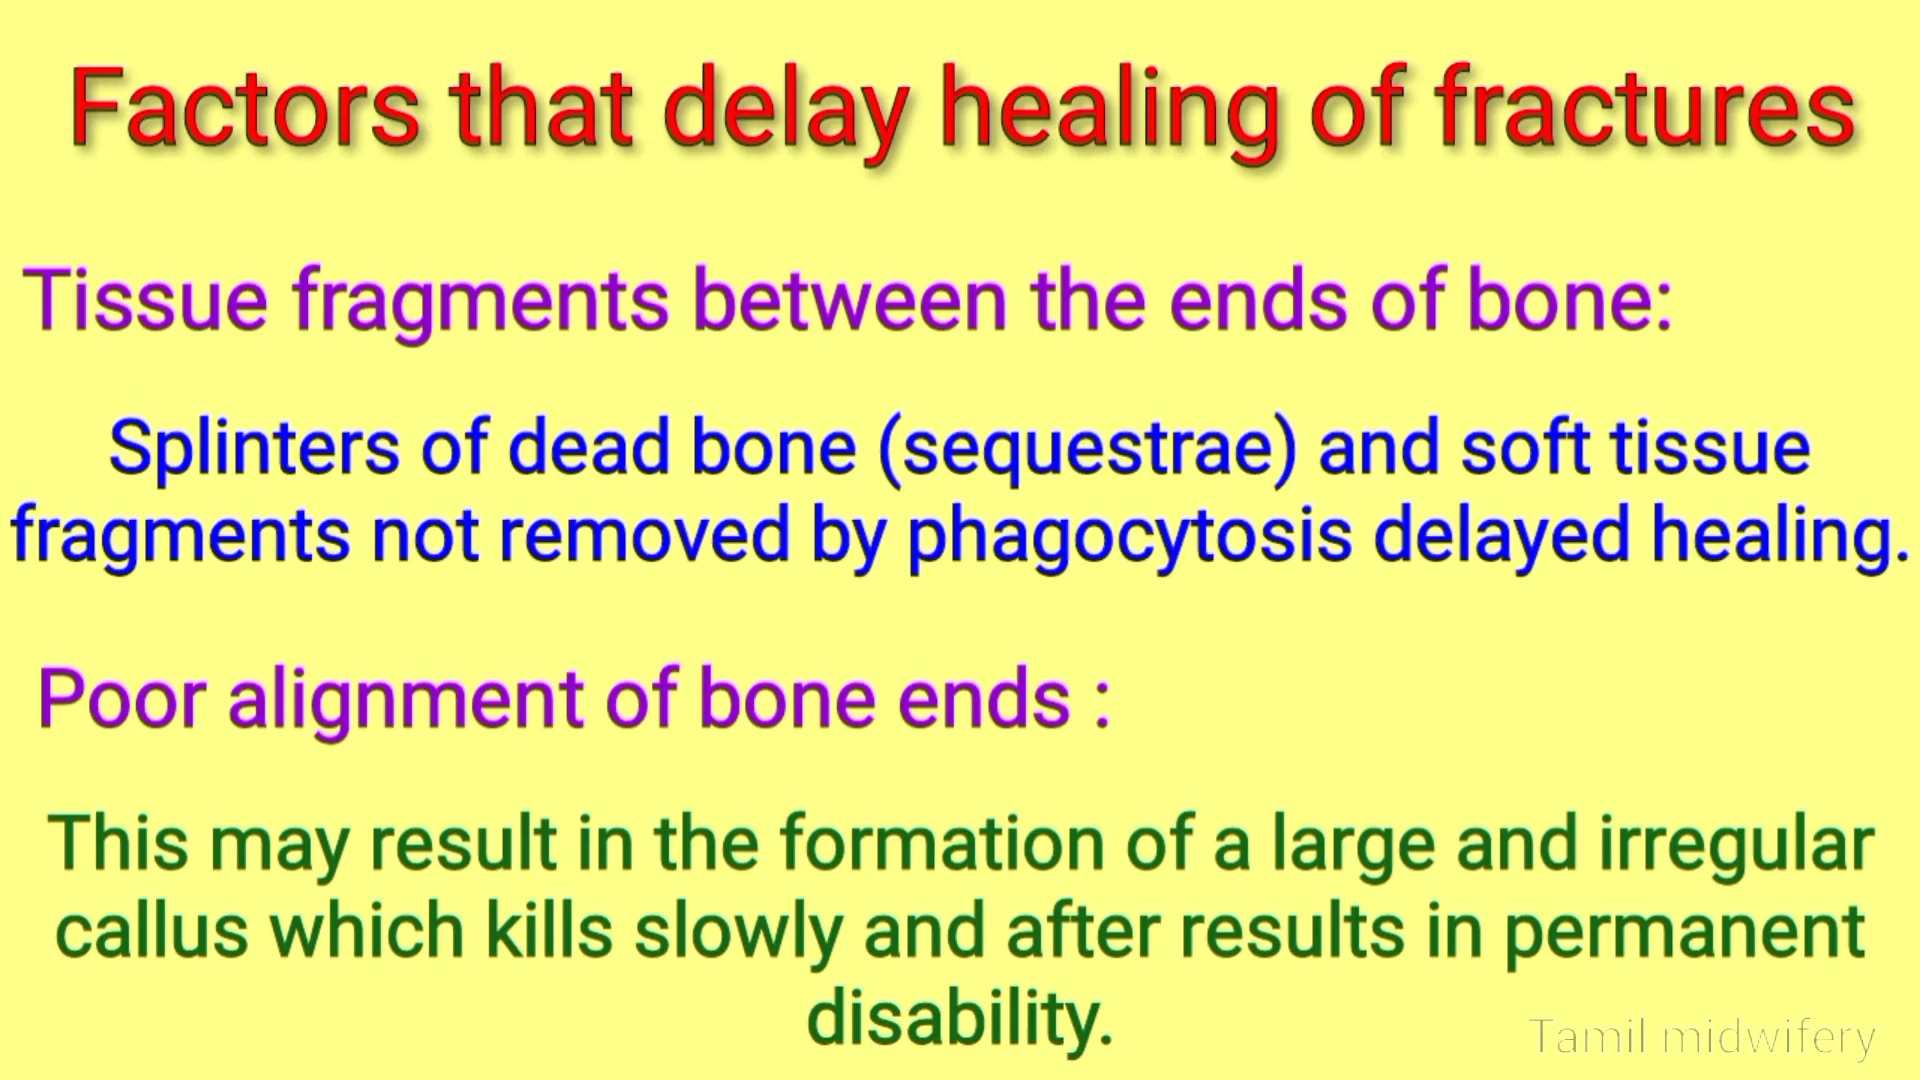 Factors that delay healing of fractures
Tissue fragments between the ends of bone:
Splinters of dead bone (sequestrae) and soft tissue
fragments not removed by phagocytosis delayed healing.
Poor alignment of bone ends :
This may result in the formation of a large and irregular
callus which kills slowly and after results in permanent
disability.
Tamil midwifery